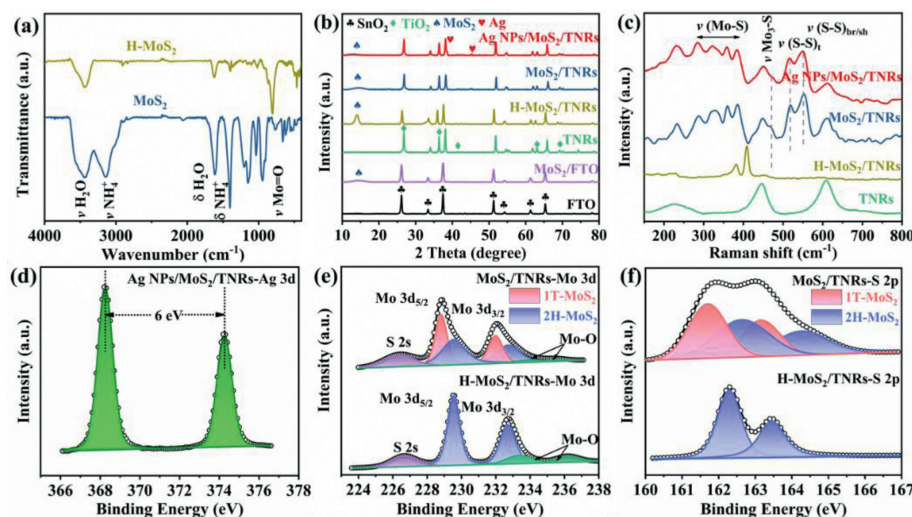 (a)
H-MoS₂
MoS₂
ν H₂O
ν NH₄⁺
δ H₂O
δ NH₄⁺
ν Mo=O
Transmittance (a.u.)
4000 3000 2000 1000
Wavenumber (cm⁻¹)
(b)
♣ SnO₂ ♦ TiO₂ ♠ MoS₂ ♥ Ag
Ag NPs/MoS₂/TNRs
MoS₂/TNRs
H-MoS₂/TNRs
TNRs
MoS₂/FTO
FTO
Intensity (a.u.)
10 20 30 40 50 60 70 80
2 Theta (degree)
(c)
ν (Mo-S)
ν Mo₃-S
ν (S-S)t
ν (S-S)br/sh
Ag NPs/MoS₂/TNRs
MoS₂/TNRs
H-MoS₂/TNRs
TNRs
Intensity (a.u.)
200 300 400 500 600 700 800
Raman shift (cm⁻¹)
(d)
Ag NPs/MoS₂/TNRs-Ag 3d
6 eV
Intensity (a.u.)
366 368 370 372 374 376 378
Binding Energy (eV)
(e)
MoS₂/TNRs-Mo 3d
1T-MoS₂
2H-MoS₂
Mo 3d5/2
Mo 3d3/2
S 2s
Mo-O
H-MoS₂/TNRs-Mo 3d
Mo 3d5/2
Mo 3d3/2
S 2s
Mo-O
Intensity (a.u.)
224 226 228 230 232 234 236 238
Binding Energy (eV)
(f)
MoS₂/TNRs-S 2p
1T-MoS₂
2H-MoS₂
H-MoS₂/TNRs-S 2p
Intensity (a.u.)
160 161 162 163 164 165 166
Binding Energy (eV)